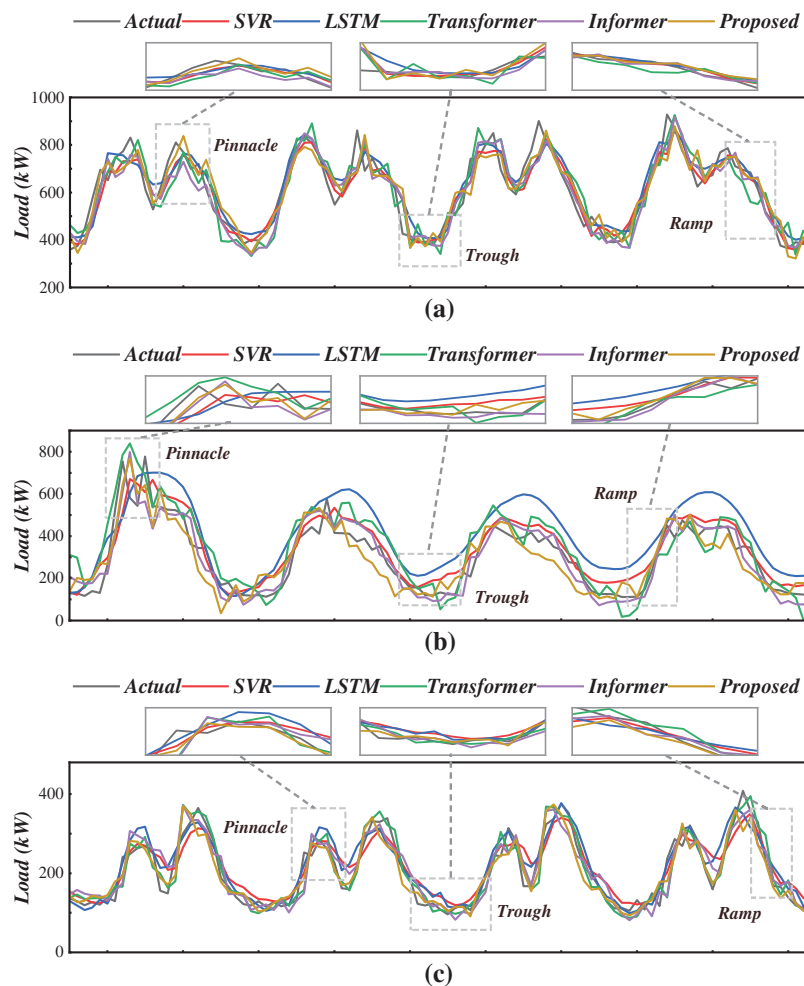 Actual SVR LSTM Transformer Informer Proposed
1000
800
600
400
200
Load (kW)
Pinnacle
Trough
Ramp
(a)
Actual SVR LSTM Transformer Informer Proposed
800
600
400
200
0
Load (kW)
Pinnacle
Trough
Ramp
(b)
Actual SVR LSTM Transformer Informer Proposed
400
200
0
Load (kW)
Pinnacle
Trough
Ramp
(c)